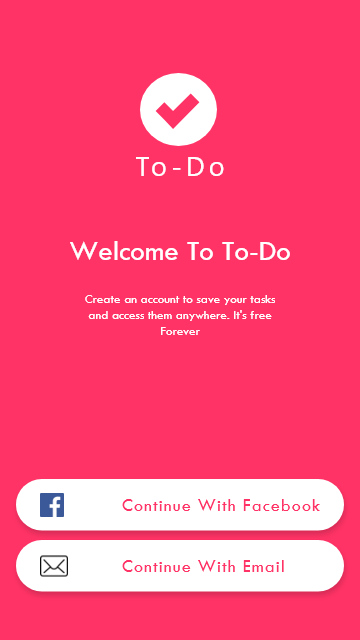 To-Do
Welcome To To-Do
Create an account to save your tasks
and access them anywhere. It's free
Forever
Continue With Facebook
Continue With Email